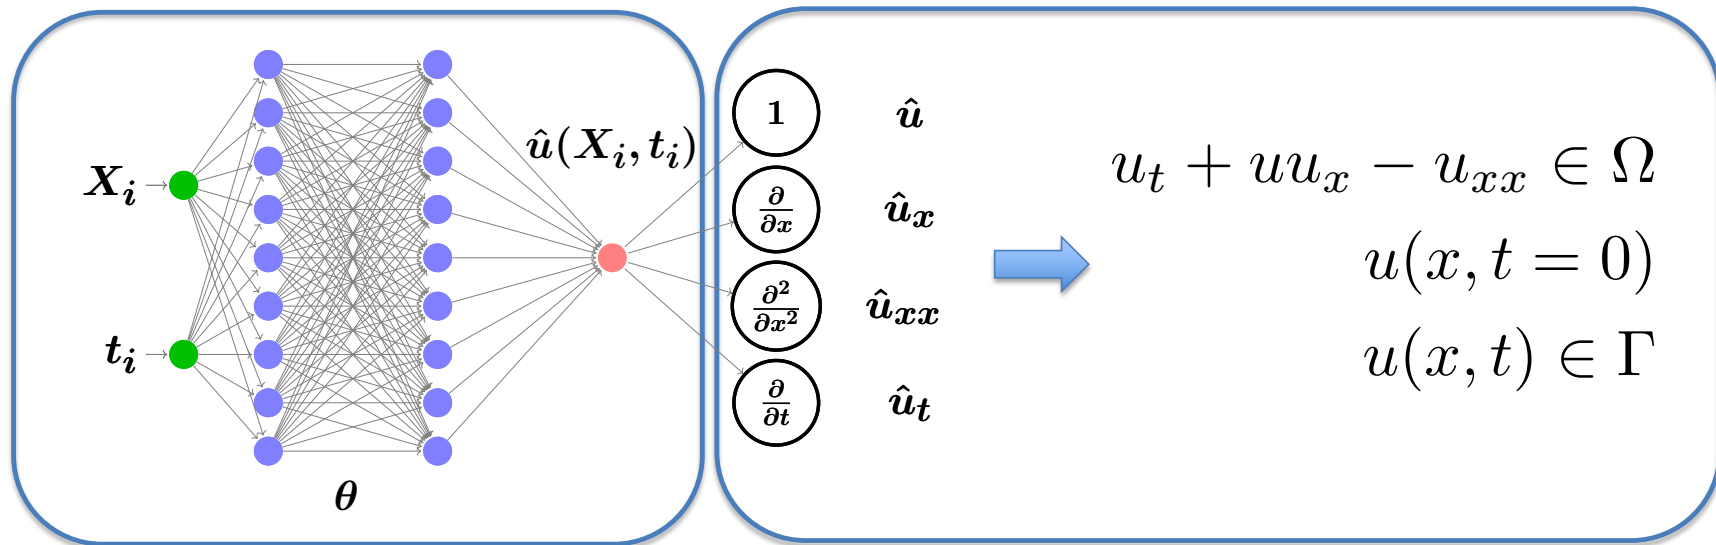 X_i
t_i
θ
û(X_i, t_i)
1
û
∂/∂x
û_x
∂²/∂x²
û_xx
∂/∂t
û_t
u_t + uu_x − u_xx ∈ Ω
u(x, t = 0)
u(x, t) ∈ Γ